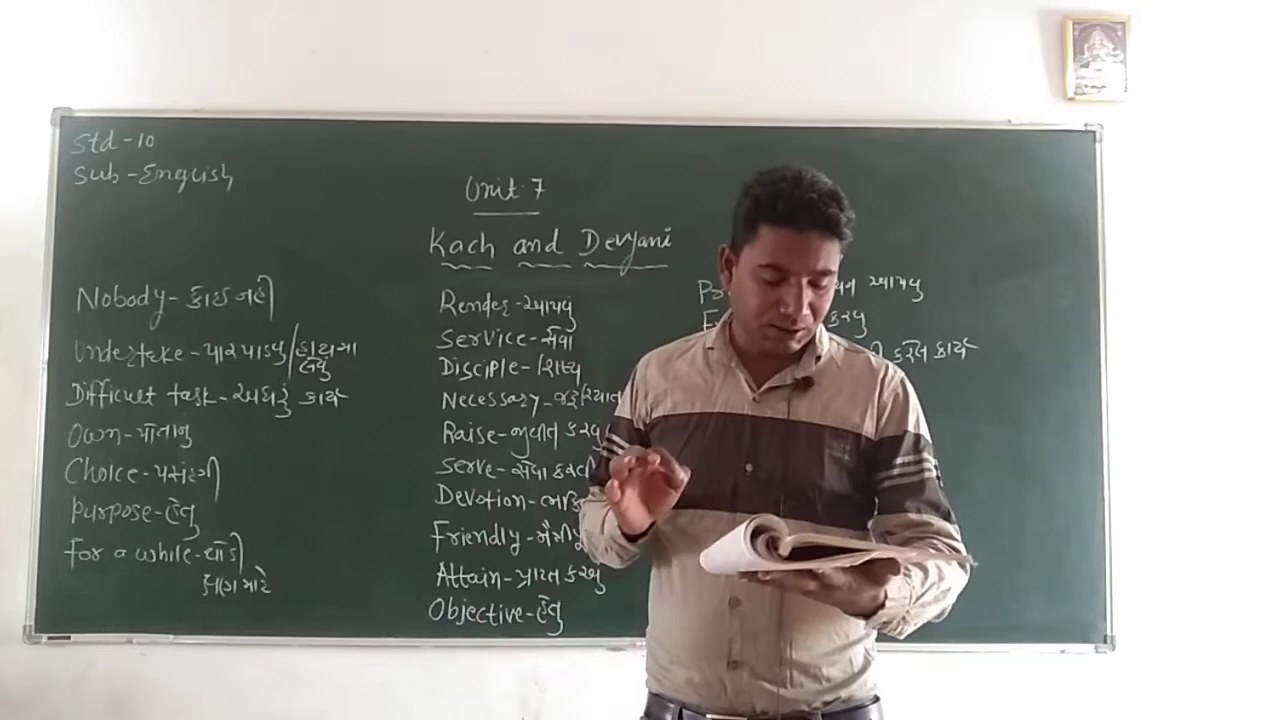 Std - 10
Sub - English
Unit. 7
Kach and Devyani
Nobody - કોઇ નહી
Undertake - પાર પાડવુ/હાથમા લેવું
Difficult task - અઘરું કાર્ય
Own - પોતાનુ
Choice - પસંદગી
Purpose - હેતુ
For a while - થોડી
ક્ષણ માટે
Render - આપવું
Service - સેવા
Disciple - શિષ્ય
Necessary - જરૂરિયાત
Raise - જીવીત કરવુ
Serve - સેવા કરવી
Devotion
Friendly
Attain - પ્રાપ્ત કરવુ
Objective - હેતુ
આપવુ
કરવુ
કરેલ કાર્ય